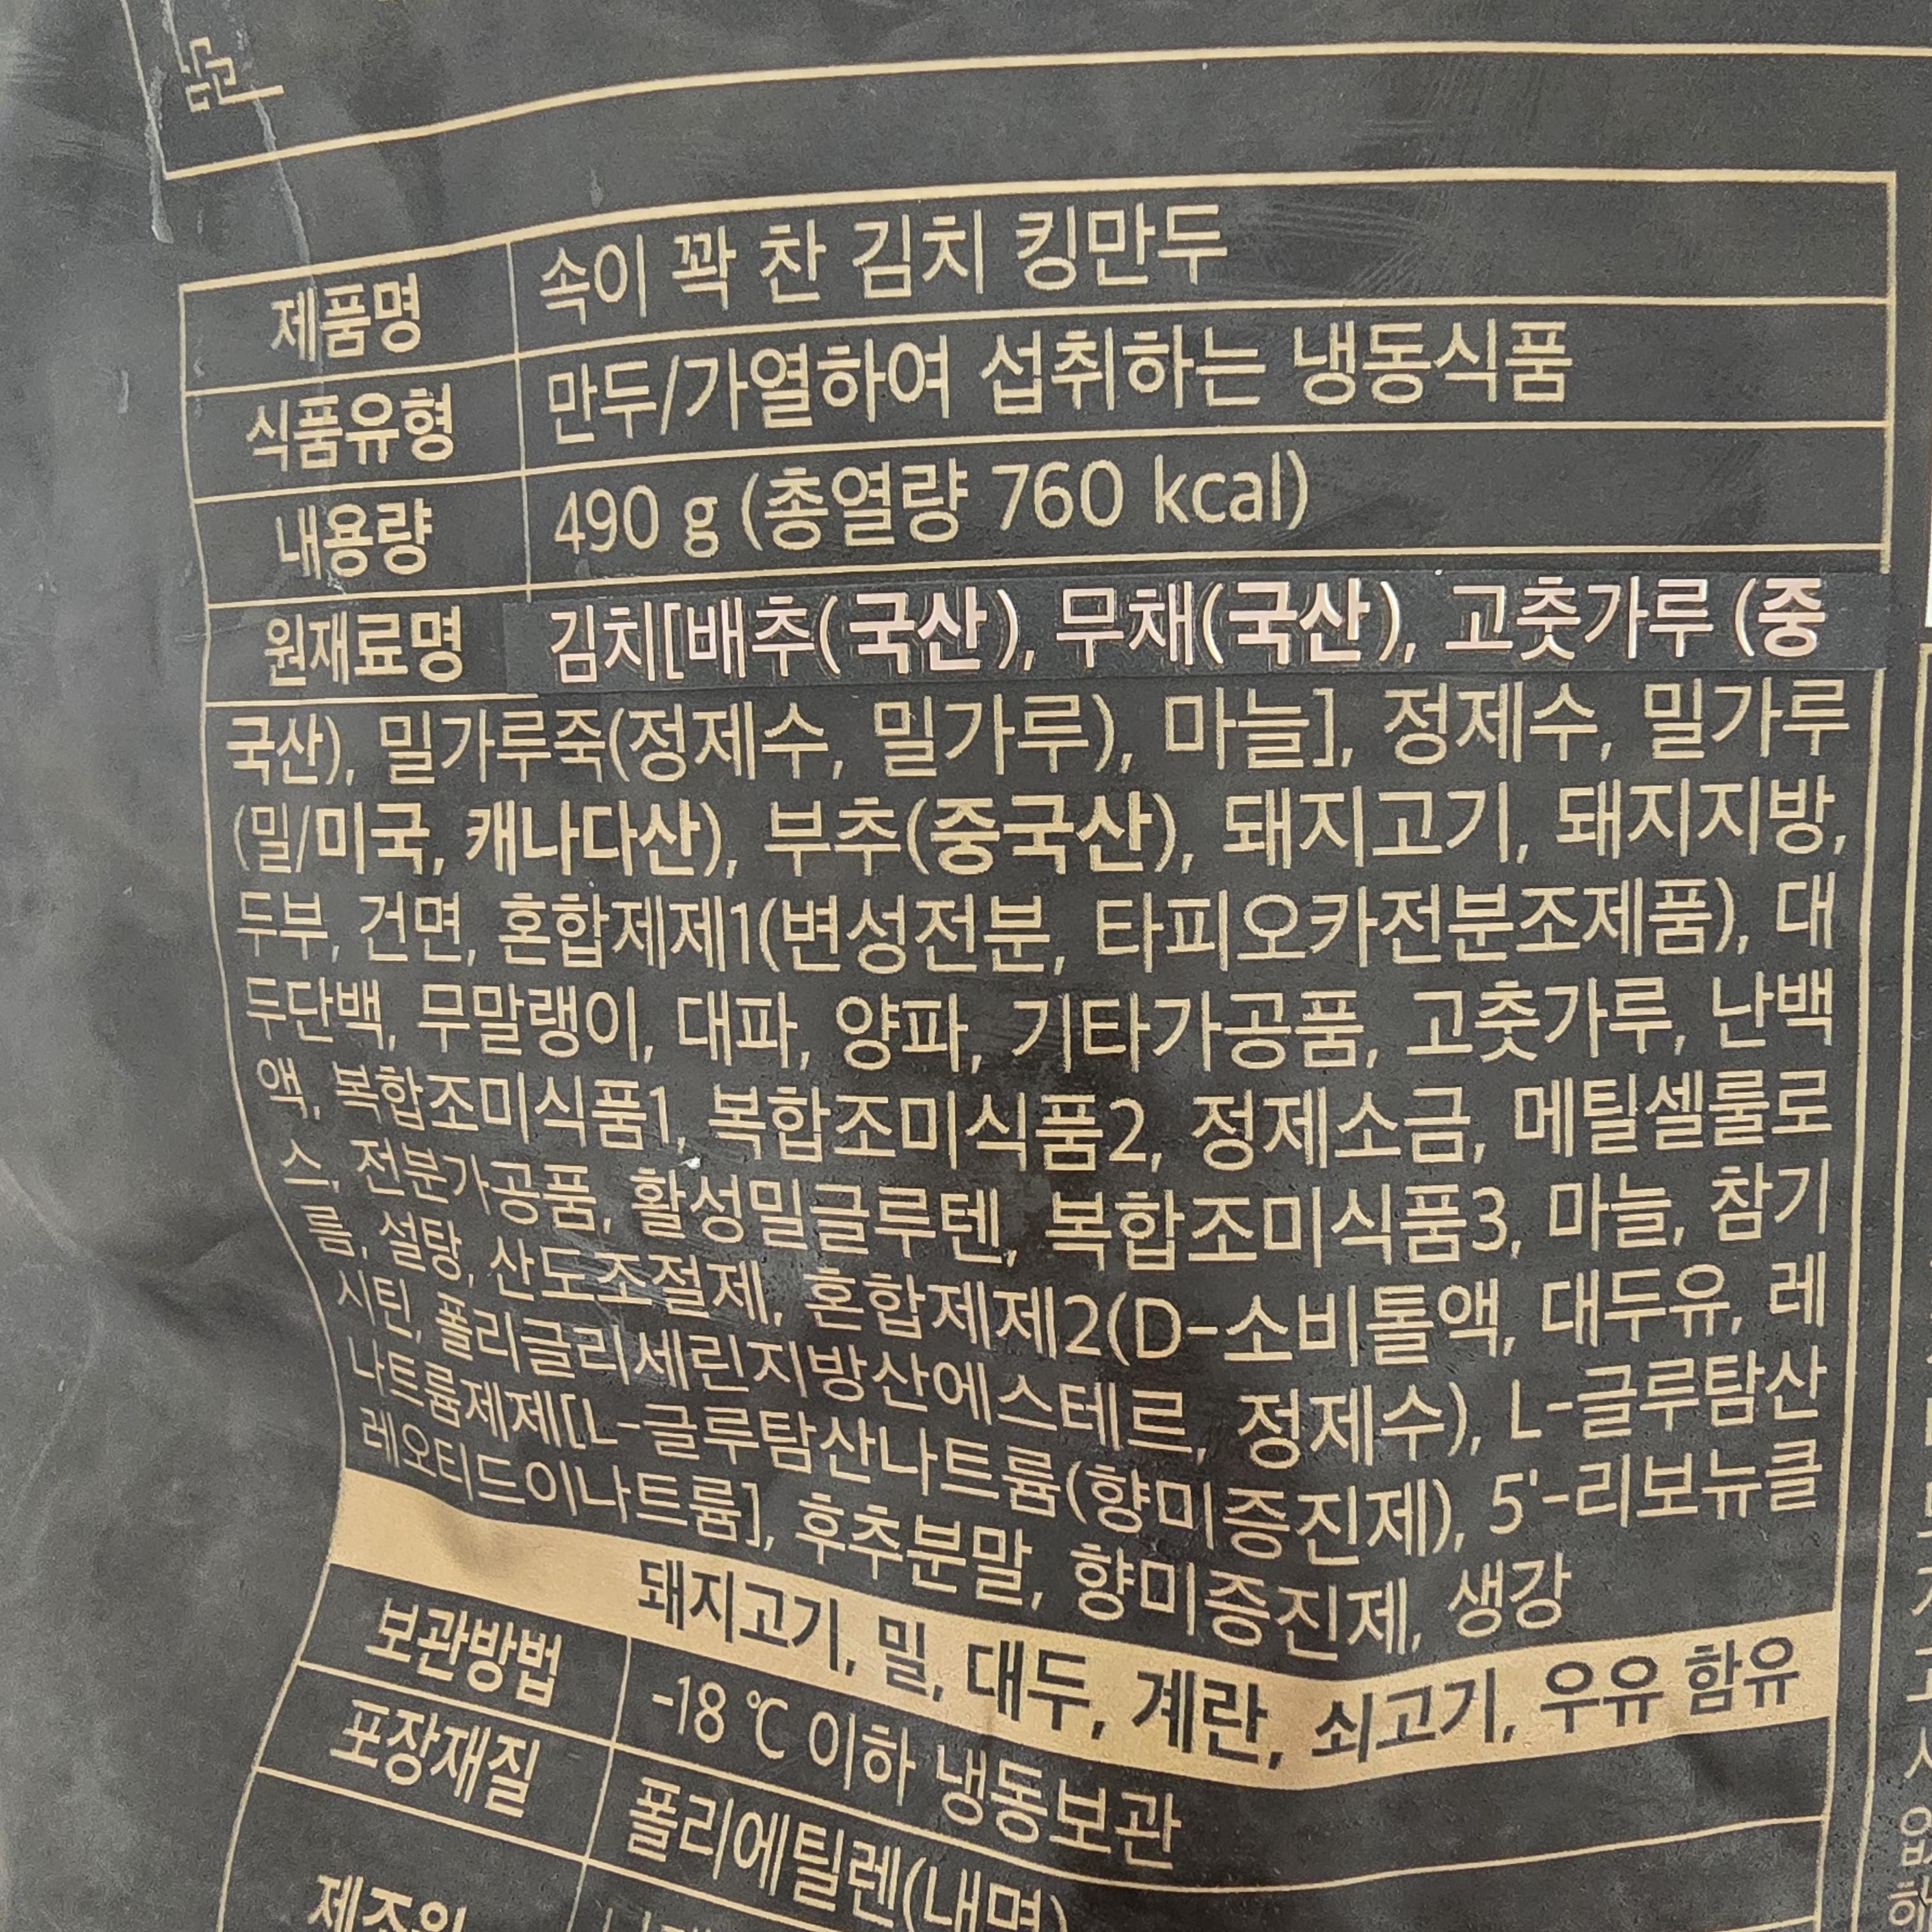 제품명 속이 꽉 찬 김치 킹만두
식품유형 만두/가열하여 섭취하는 냉동식품
내용량 490 g (총열량 760 kcal)
원재료명 김치[배추(국산), 무채(국산), 고춧가루 (중
국산), 밀가루죽(정제수, 밀가루), 마늘], 정제수, 밀가루
(밀/미국, 캐나다산), 부추(중국산), 돼지고기, 돼지지방,
두부, 건면, 혼합제제1(변성전분, 타피오카전분조제품), 대
두단백, 무말랭이, 대파, 양파, 기타가공품, 고춧가루, 난백
액, 복합조미식품1, 복합조미식품2, 정제소금, 메틸셀룰로
스, 전분가공품, 활성밀글루텐, 복합조미식품3, 마늘, 참기
름, 설탕, 산도조절제, 혼합제제2(D-소비톨액, 대두유, 레
시틴, 폴리글리세린지방산에스테르, 정제수), L-글루탐산
나트륨제제[L-글루탐산나트륨(향미증진제), 5'-리보뉴클
레오티드이나트륨], 후추분말, 향미증진제, 생강
돼지고기, 밀, 대두, 계란, 쇠고기, 우유 함유
보관방법 -18 ℃ 이하 냉동보관
포장재질 폴리에틸렌(내면)
제조원